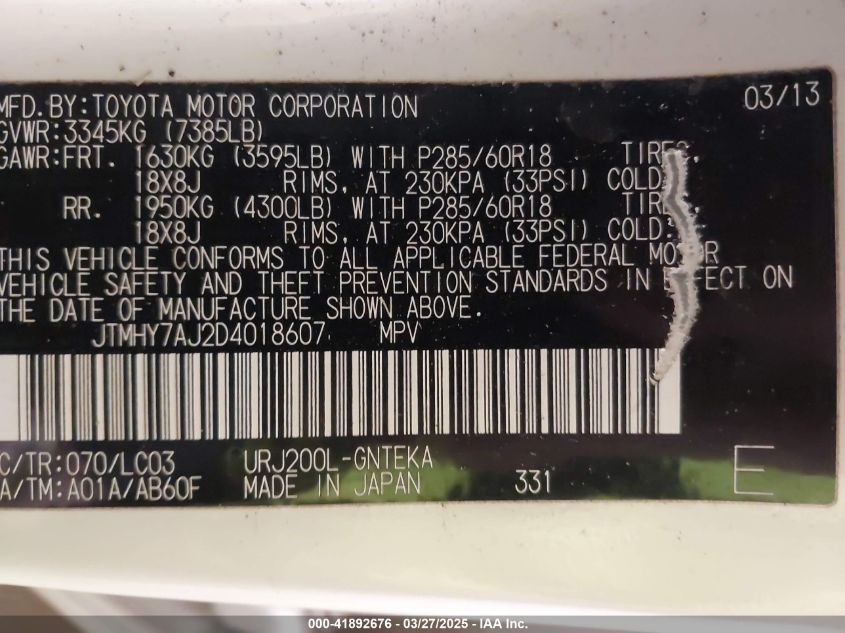 MFD.BY:TOYOTA MOTOR CORPORATION 03/13
GVWR:3345KG (7385LB)
GAWR:FRT. 1630KG (3595LB) WITH P285/60R18 TIRES,
18X8J RIMS, AT 230KPA (33PSI) COLD
RR. 1950KG (4300LB) WITH P285/60R18
18X8J RIMS, AT 230KPA (33PSI) COLD:
THIS VEHICLE CONFORMS TO ALL APPLICABLE FEDERAL MOTOR
VEHICLE SAFETY AND THEFT PREVENTION STANDARDS IN EFFECT ON
THE DATE OF MANUFACTURE SHOWN ABOVE.
JTMHY7AJ2D4018607 MPV
C/TR:070/LC03 URJ200L-GNTEKA
A/TM:A01A/AB60F MADE IN JAPAN 331 E
000-41892676 - 03/27/2025 - IAA Inc.